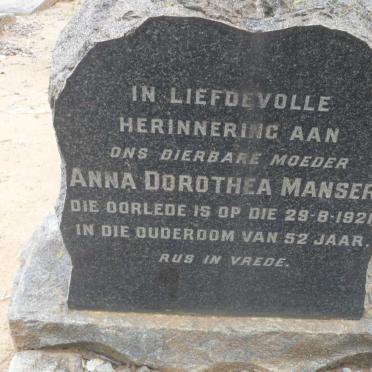 IN LIEFDEVOLLE
HERINNERING AAN
ONS DIERBARE MOEDER
ANNA DOROTHEA MANSER
DIE OORLEDE IS OP DIE 29-8-1921
IN DIE OUDERDOM VAN 52 JAAR.
RUS IN VREDE.